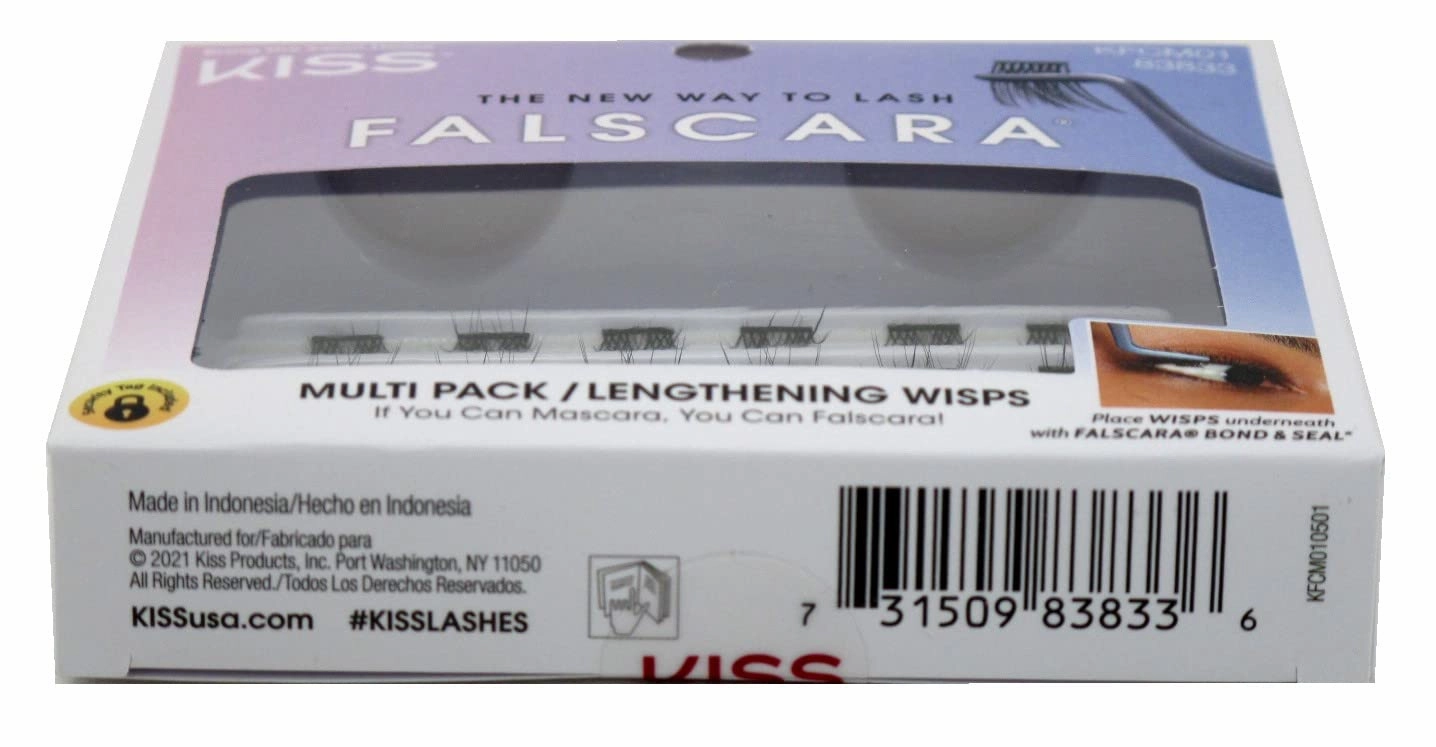 KISS
KFCM01
83833
THE NEW WAY TO LASH
FALSCARA®
MULTI PACK / LENGTHENING WISPS
If You Can Mascara, You Can Falscara!
Place WISPS underneath
with FALSCARA® BOND & SEAL™
Made in Indonesia/Hecho en Indonesia
Manufactured for/Fabricado para
© 2021 Kiss Products, Inc. Port Washington, NY 11050
All Rights Reserved./Todos Los Derechos Reservados.
KISSusa.com #KISSLASHES
7 31509 83833 6
KFCM010501
KISS